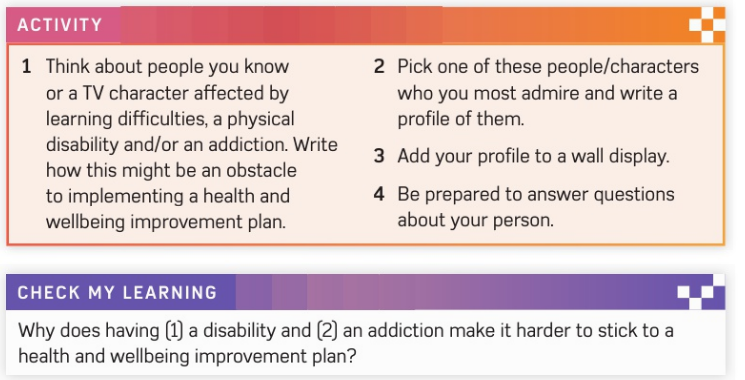 ACTIVITY
1 Think about people you know
or a TV character affected by
learning difficulties, a physical
disability and/or an addiction. Write
how this might be an obstacle
to implementing a health and
wellbeing improvement plan.
2 Pick one of these people/characters
who you most admire and write a
profile of them.
3 Add your profile to a wall display.
4 Be prepared to answer questions
about your person.
CHECK MY LEARNING
Why does having (1) a disability and (2) an addiction make it harder to stick to a
health and wellbeing improvement plan?